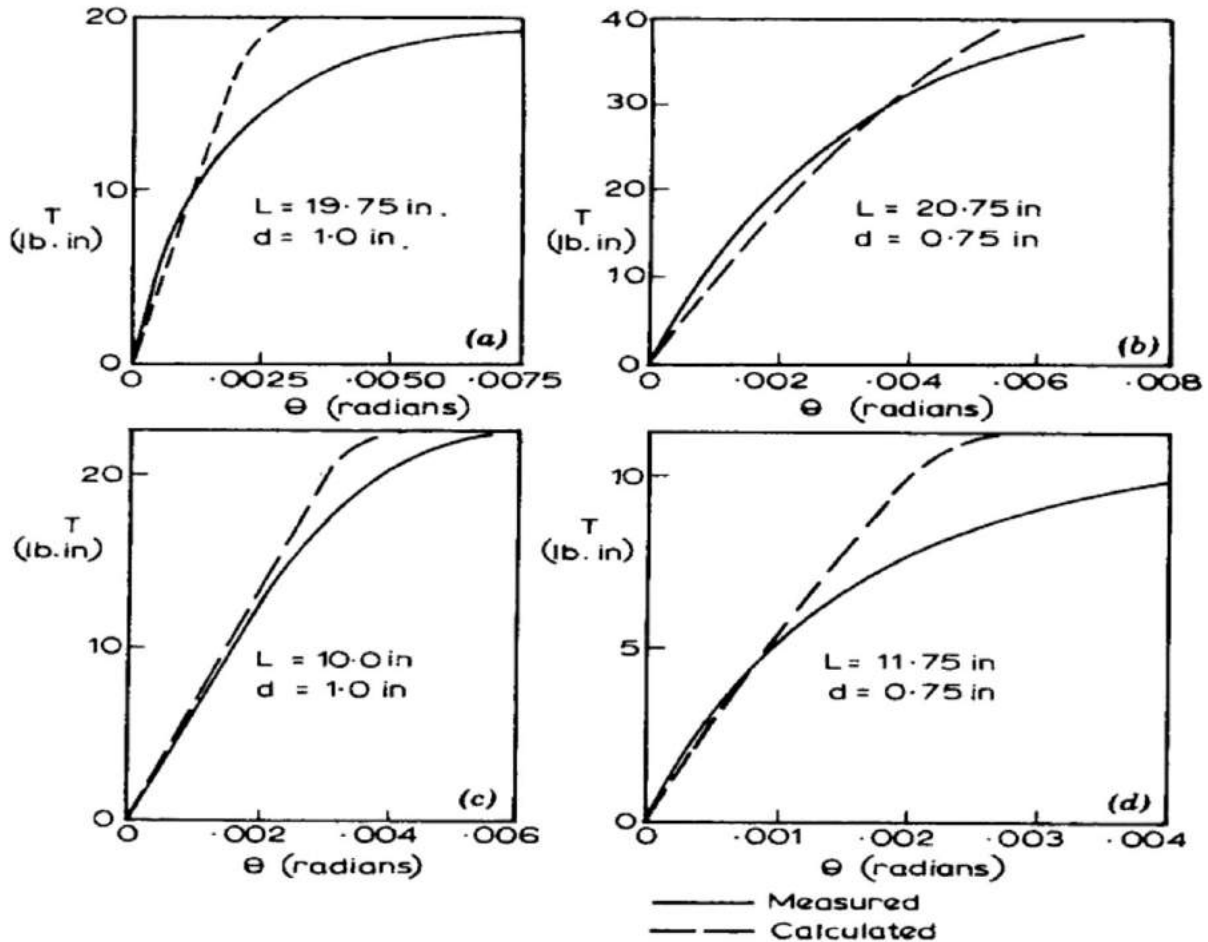 20
10
0
T
(lb.in)
L = 19·75 in.
d = 1·0 in.
(a)
0 ·0025 ·0050 ·0075
θ (radians)
40
30
20
10
0
T
(lb.in)
L = 20·75 in
d = 0·75 in
(b)
0 ·002 ·004 ·006 ·008
θ (radians)
20
10
0
T
(lb.in)
L = 10·0 in
d = 1·0 in
(c)
0 ·002 ·004 ·006
θ (radians)
10
5
0
T
(lb.in)
L = 11·75 in
d = 0·75 in
(d)
0 ·001 ·002 ·003 ·004
θ (radians)
Measured
Calculated